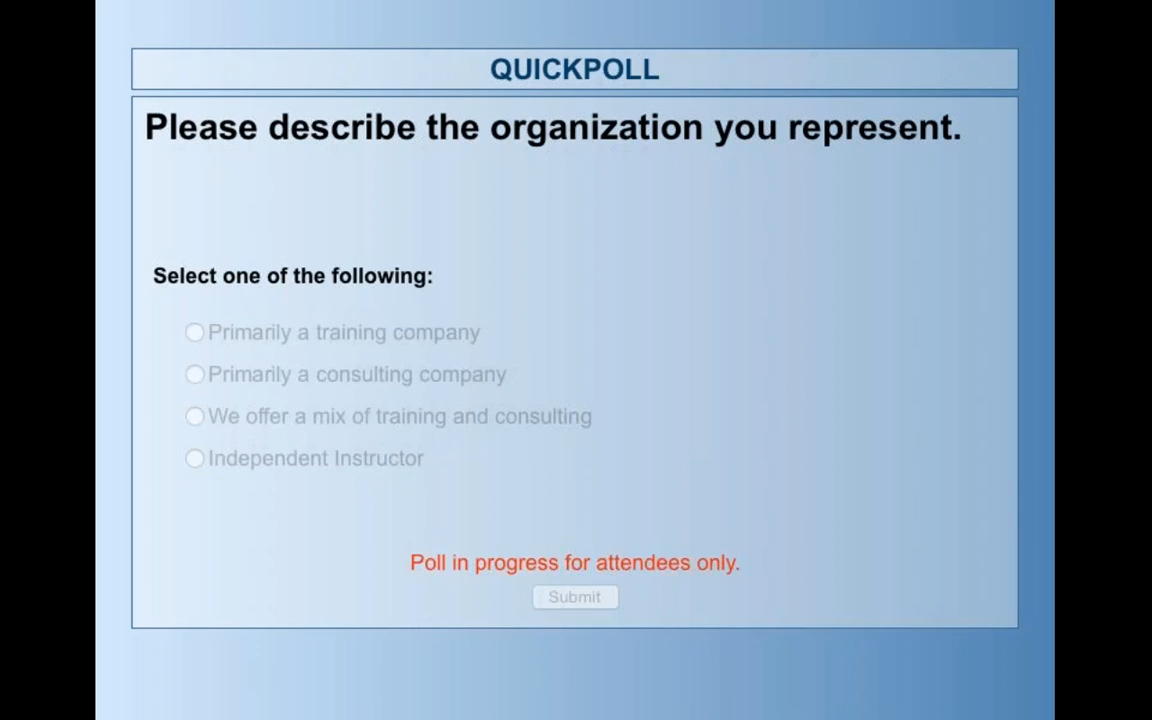 QUICKPOLL
Please describe the organization you represent.
Select one of the following:
Primarily a training company
Primarily a consulting company
We offer a mix of training and consulting
Independent Instructor
Poll in progress for attendees only.
Submit